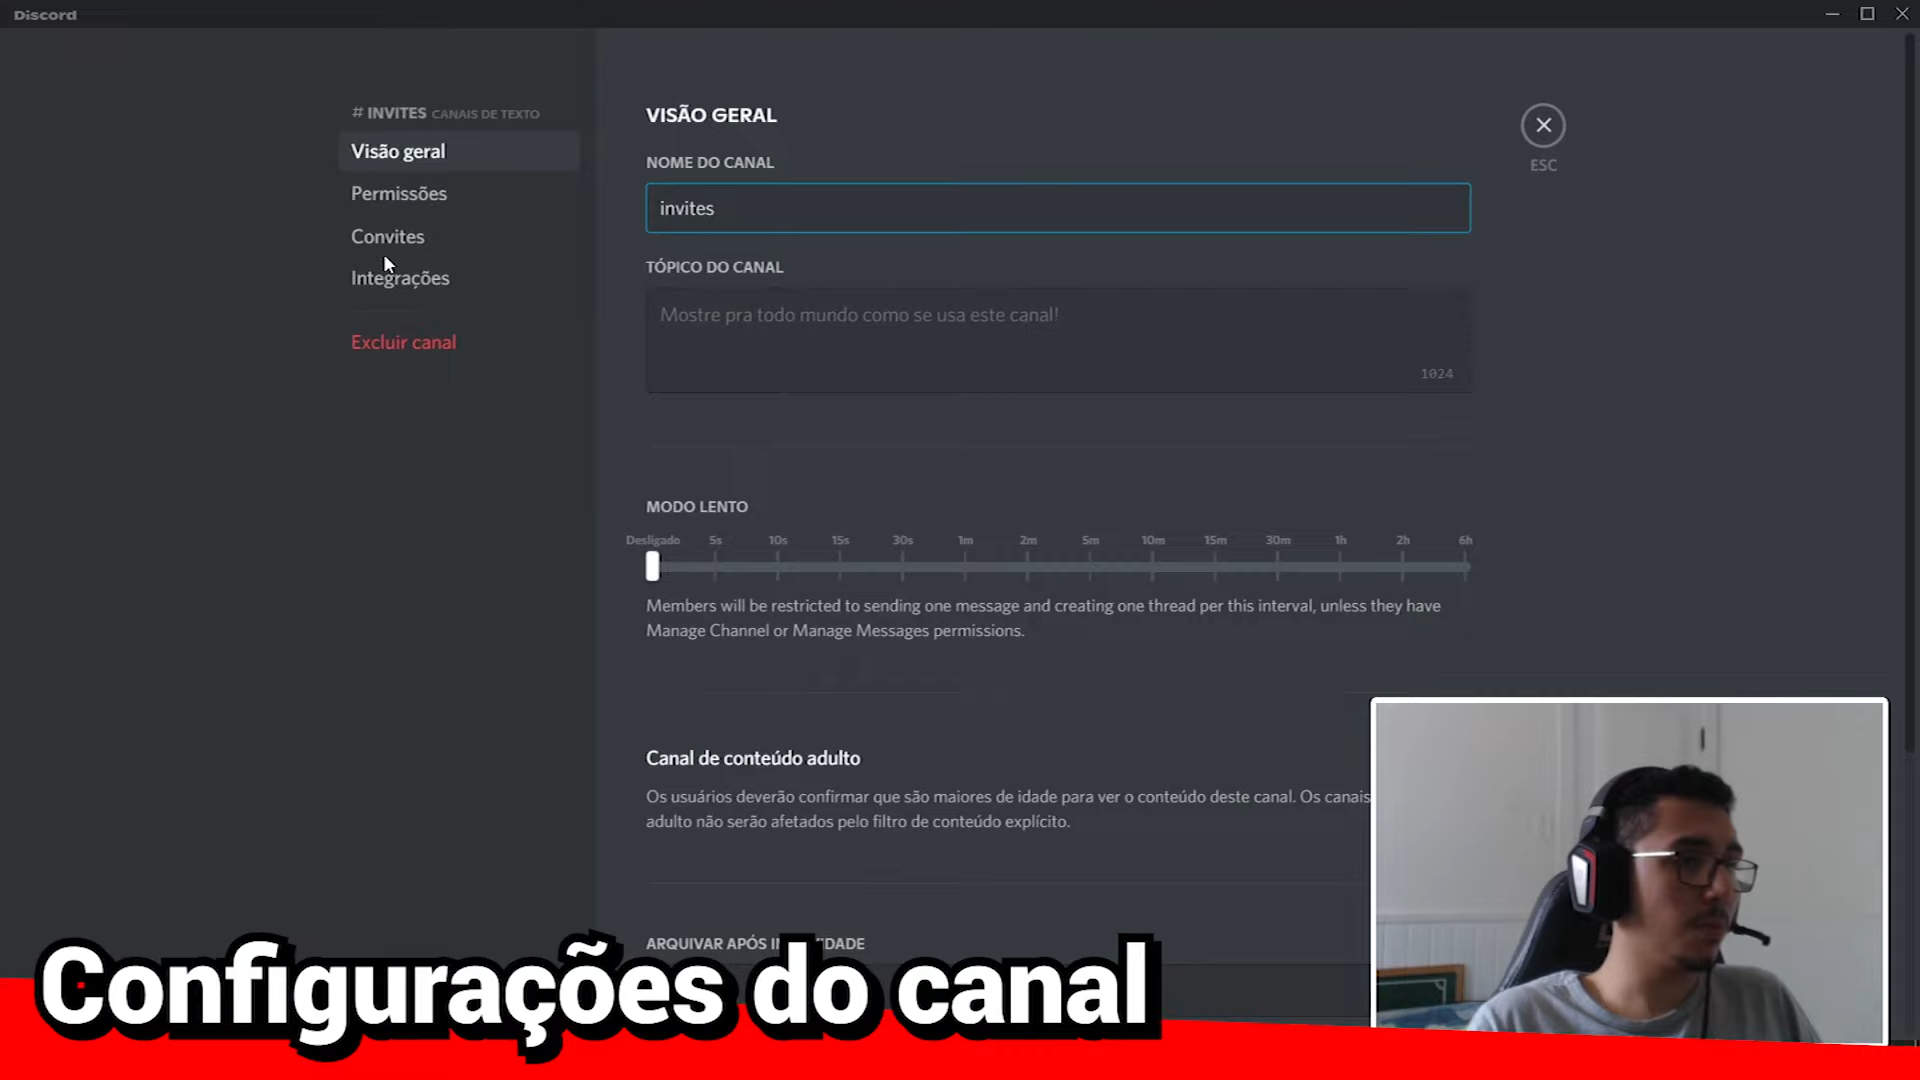 Discord
# INVITES CANAIS DE TEXTO
Visão geral
Permissões
Convites
Integrações
Excluir canal
VISÃO GERAL
ESC
NOME DO CANAL
invites
TÓPICO DO CANAL
Mostre pra todo mundo como se usa este canal!
1024
MODO LENTO
Desligado 5s 10s 15s 30s 1m 2m 5m 10m 15m 30m 1h 2h 6h
Members will be restricted to sending one message and creating one thread per this interval, unless they have
Manage Channel or Manage Messages permissions.
Canal de conteúdo adulto
Os usuários deverão confirmar que são maiores de idade para ver o conteúdo deste canal. Os canais
adulto não serão afetados pelo filtro de conteúdo explícito.
ARQUIVAR APÓS
Configurações do canal